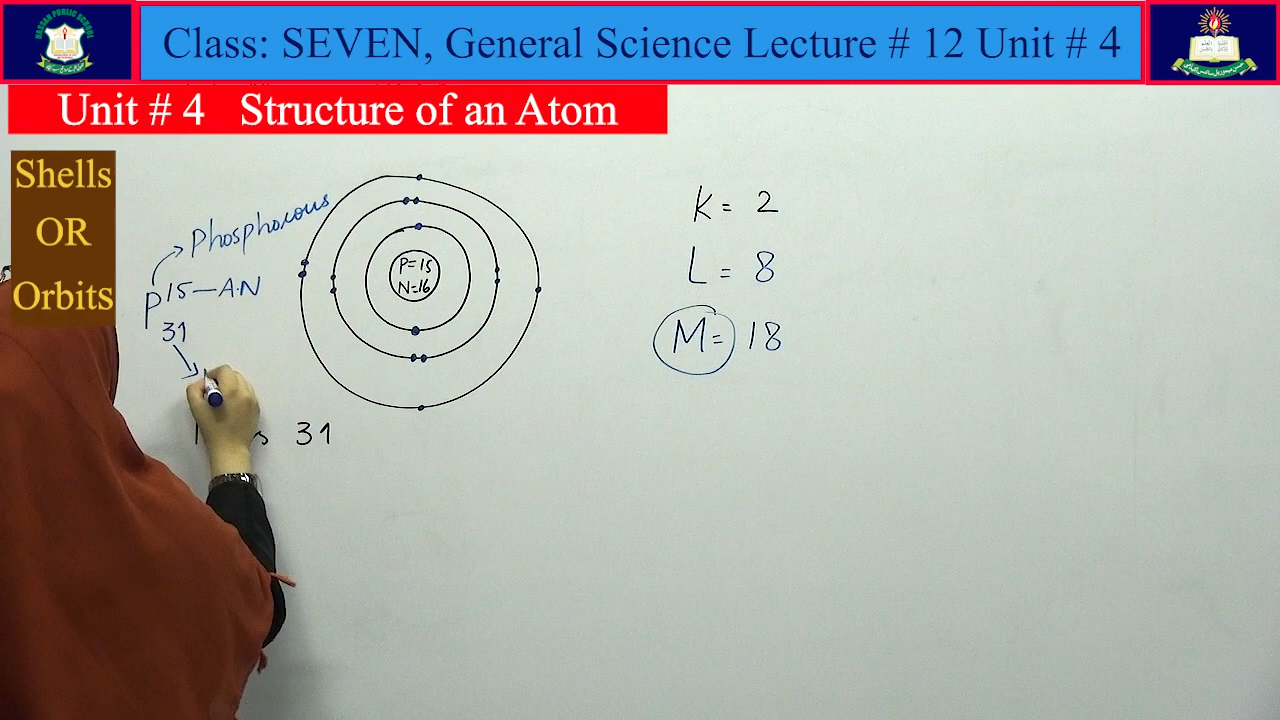 Class: SEVEN, General Science Lecture # 12 Unit # 4
Unit # 4 Structure of an Atom
Shells
OR
Orbits
Phosphorous
P 15 — A.N
31
P = 15
N = 16
31
K = 2
L = 8
M = 18